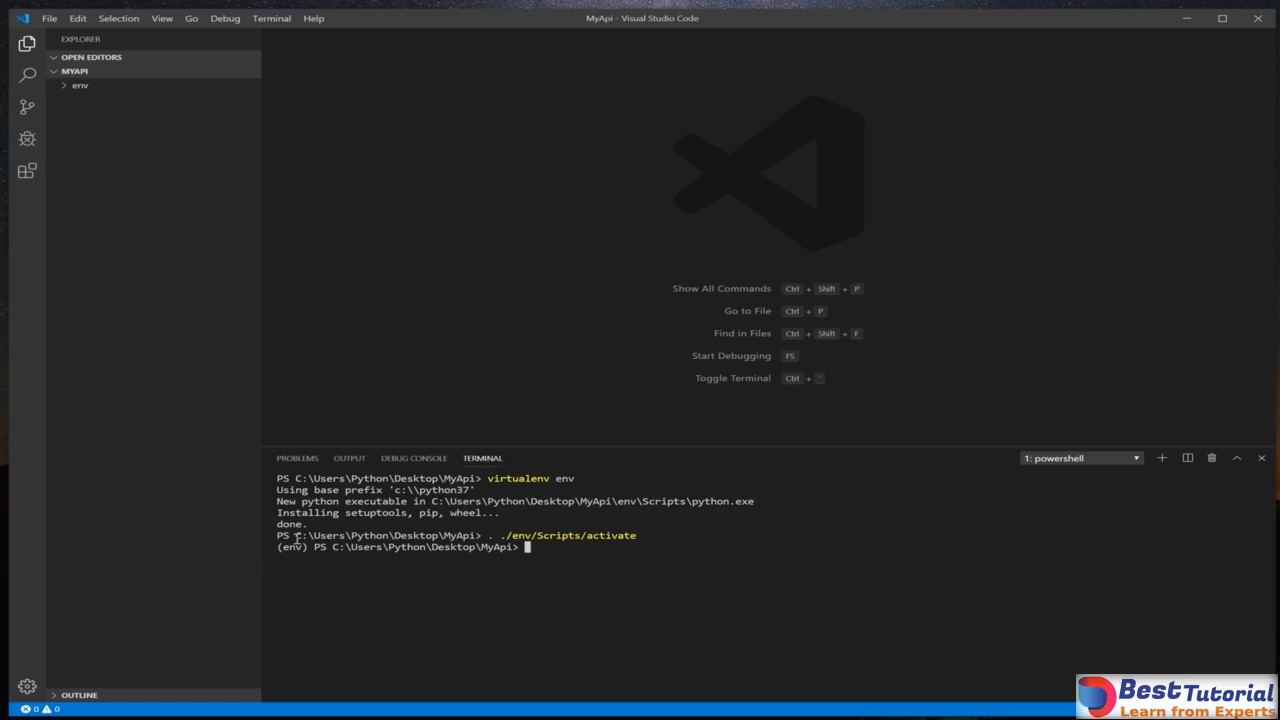 File Edit Selection View Go Debug Terminal Help
MyApi - Visual Studio Code
EXPLORER
OPEN EDITORS
MYAPI
env
Show All Commands Ctrl + Shift + P
Go to File Ctrl + P
Find in Files Ctrl + Shift + F
Start Debugging F5
Toggle Terminal Ctrl + `
PROBLEMS OUTPUT DEBUG CONSOLE TERMINAL
1: powershell
PS C:\Users\Python\Desktop\MyApi> virtualenv env
Using base prefix 'c:\\python37'
New python executable in C:\Users\Python\Desktop\MyApi\env\Scripts\python.exe
Installing setuptools, pip, wheel...
done.
PS C:\Users\Python\Desktop\MyApi> . ./env/Scripts/activate
(env) PS C:\Users\Python\Desktop\MyApi>
OUTLINE
0 0
Best Tutorial
Learn from Experts